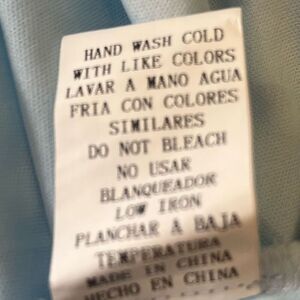 HAND WASH COLD
WITH LIKE COLORS
LAVAR A MANO AGUA
FRIA CON COLORES
SIMILARES
DO NOT BLEACH
NO USAR
BLANQUEADOR
LOW IRON
PLANCHAR A BAJA
TEMPERATURA
MADE IN CHINA
HECHO EN CHINA